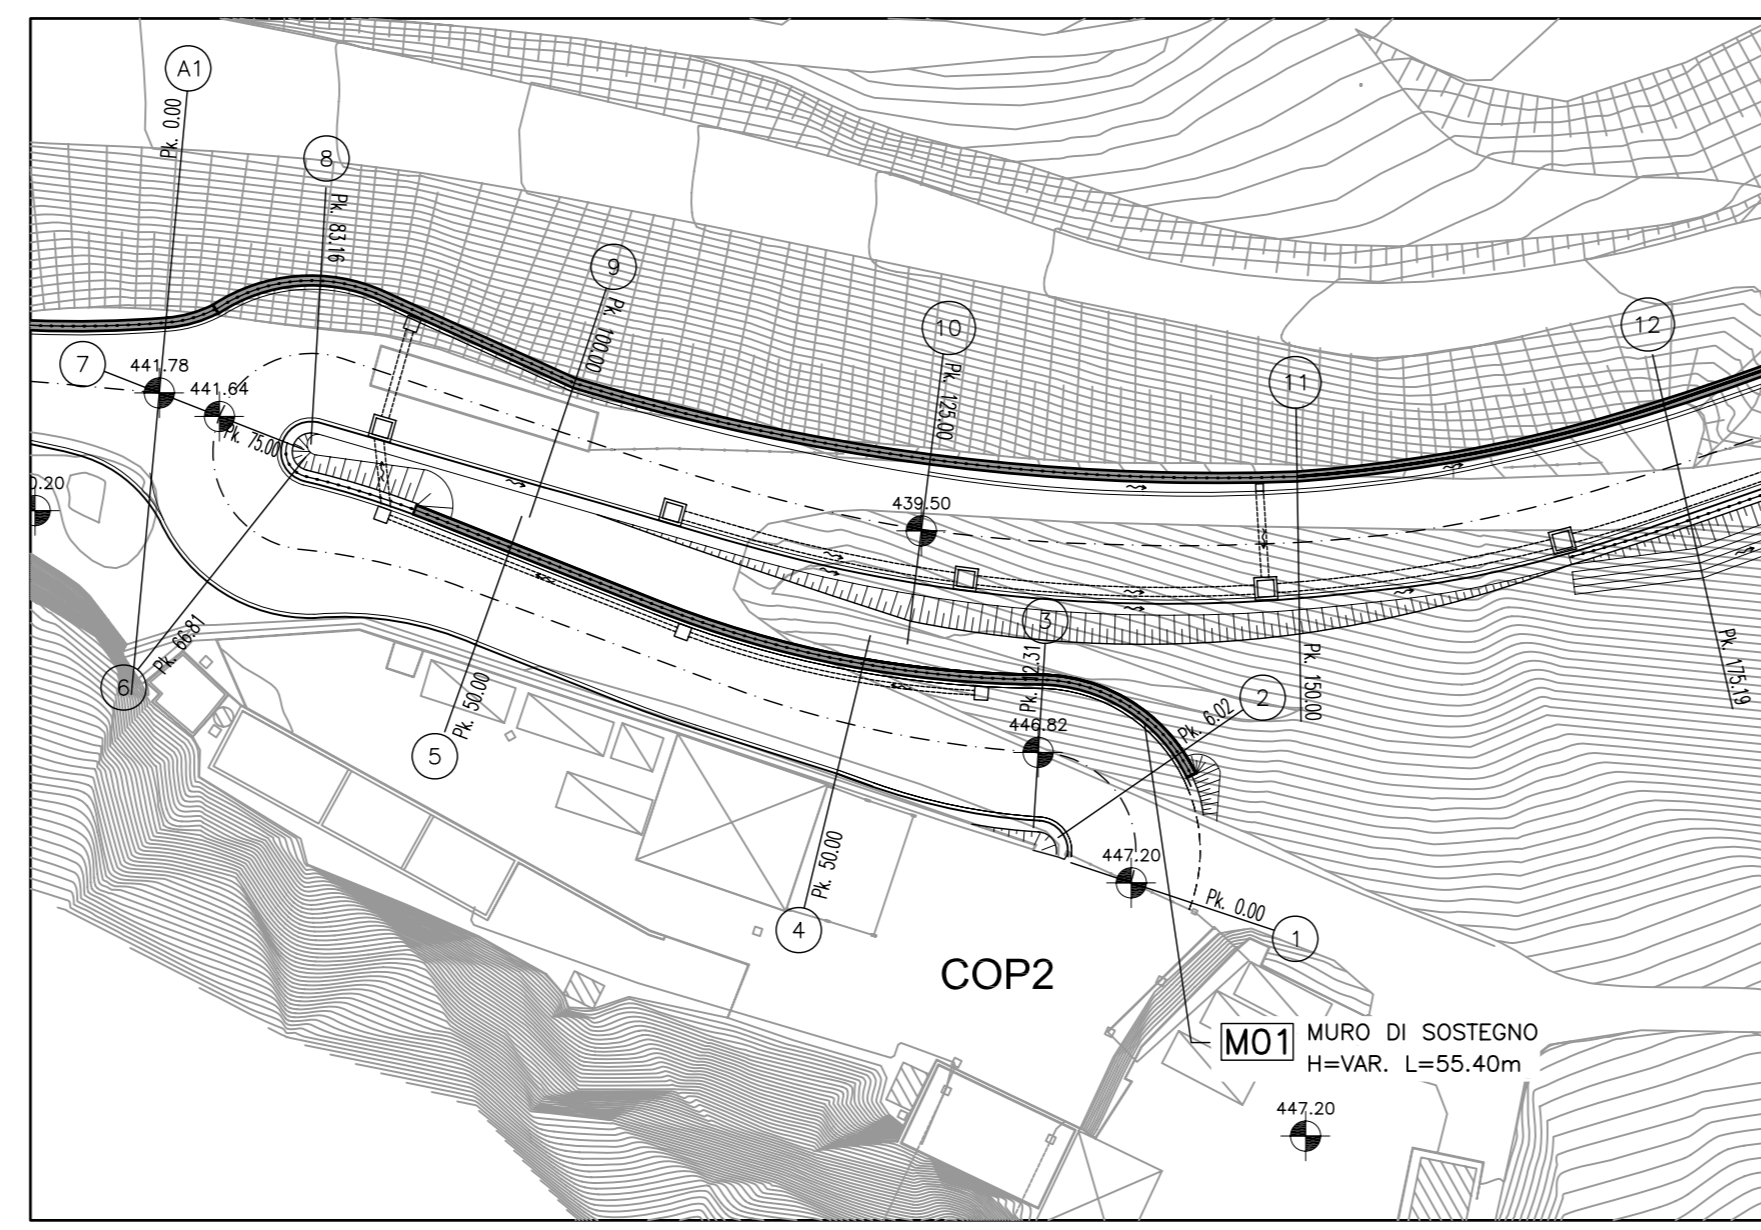 A1
Pk. 0.00
8
Pk. 83.16
9
Pk. 100.00
10
Pk. 125.00
11
Pk. 150.00
12
Pk. 175.19
7
441.78
441.64
Pk. 75.00
439.50
0.20
6
Pk. 66.81
5
Pk. 50.00
3
Pk. 12.31
2
Pk. 6.02
446.82
4
Pk. 50.00
447.20
Pk. 0.00
1
COP2
M01
MURO DI SOSTEGNO
H=VAR. L=55.40m
447.20